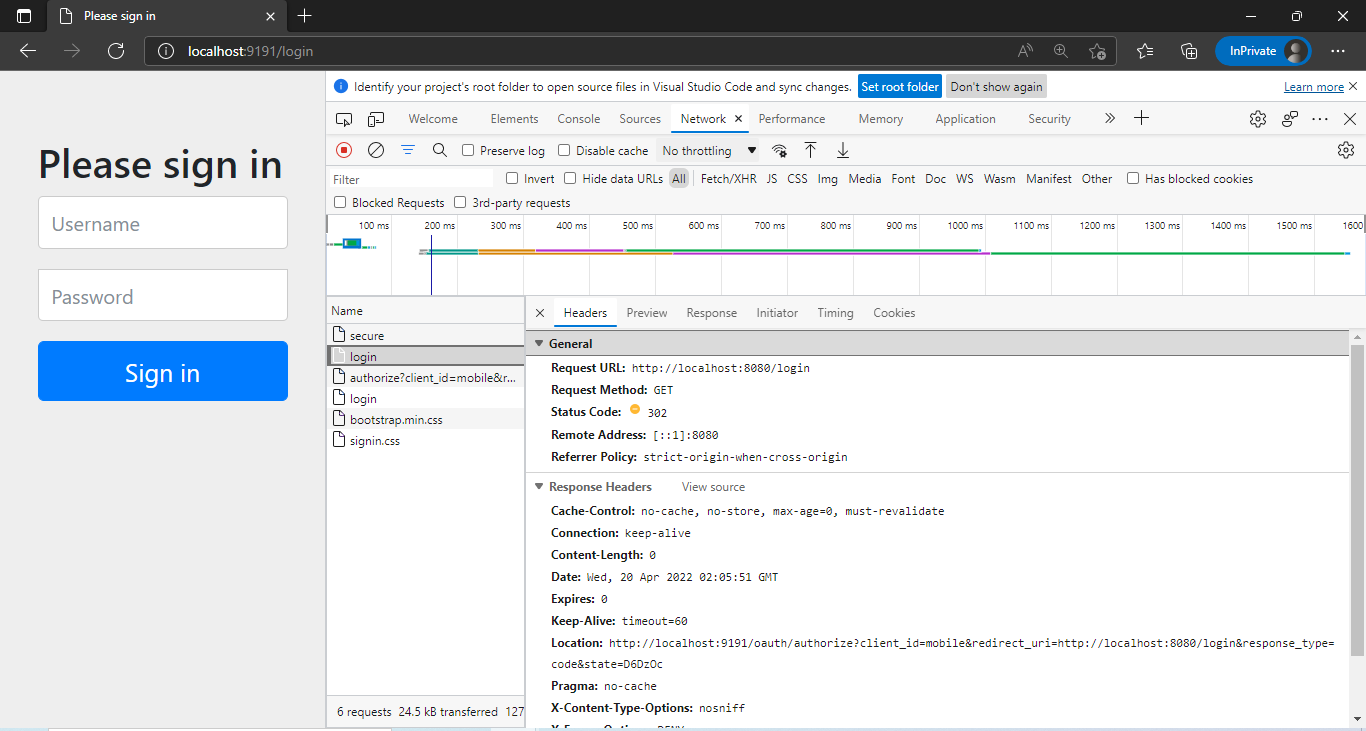 Please sign in
localhost:9191/login
InPrivate
Please sign in
Username
Password
Sign in
Identify your project's root folder to open source files in Visual Studio Code and sync changes. Set root folder Don't show again Learn more
Welcome Elements Console Sources Network Performance Memory Application Security
Preserve log Disable cache No throttling
Filter Invert Hide data URLs All Fetch/XHR JS CSS Img Media Font Doc WS Wasm Manifest Other Has blocked cookies
Blocked Requests 3rd-party requests
100 ms 200 ms 300 ms 400 ms 500 ms 600 ms 700 ms 800 ms 900 ms 1000 ms 1100 ms 1200 ms 1300 ms 1400 ms 1500 ms 1600
Name
secure
login
authorize?client_id=mobile&r...
login
bootstrap.min.css
signin.css
6 requests 24.5 kB transferred 127
Headers Preview Response Initiator Timing Cookies
General
Request URL: http://localhost:8080/login
Request Method: GET
Status Code: 302
Remote Address: [::1]:8080
Referrer Policy: strict-origin-when-cross-origin
Response Headers View source
Cache-Control: no-cache, no-store, max-age=0, must-revalidate
Connection: keep-alive
Content-Length: 0
Date: Wed, 20 Apr 2022 02:05:51 GMT
Expires: 0
Keep-Alive: timeout=60
Location: http://localhost:9191/oauth/authorize?client_id=mobile&redirect_uri=http://localhost:8080/login&response_type=
code&state=D6DzOc
Pragma: no-cache
X-Content-Type-Options: nosniff